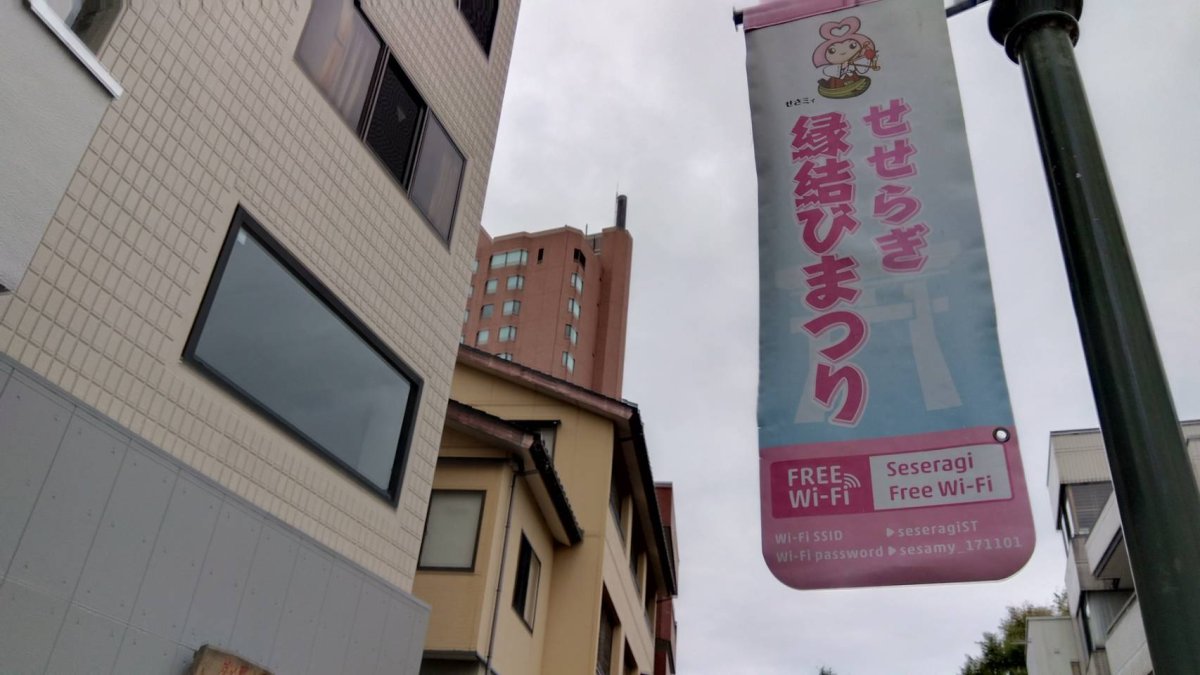 せさミィ
せせらぎ
縁結びまつり
FREE
Wi-Fi
Seseragi
Free Wi-Fi
Wi-Fi SSID ▶seseragiST
Wi-Fi password▶sesamy_171101